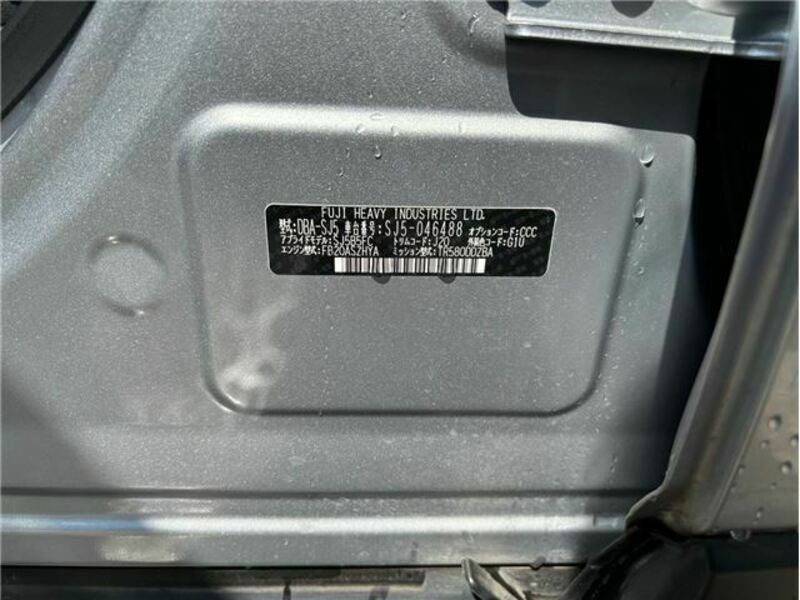 FUJI HEAVY INDUSTRIES LTD.
型式:DBA-SJ5 車台番号:SJ5-046488 オプションコード:CCC
アプライドモデル:SJ5B5FC トリムコード:J20 外装色コード:G1U
エンジン型式:FB20ASZHYA ミッション型式:TR580DDZBA